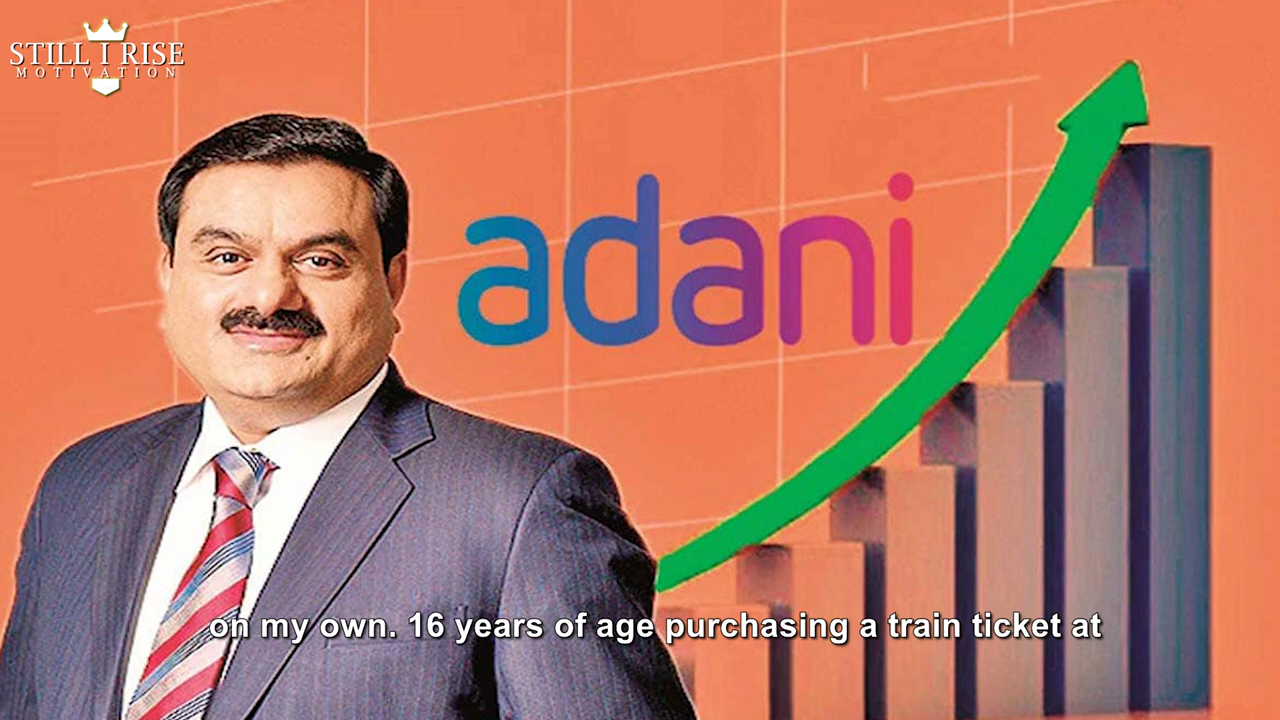 STILL I RISE
MOTIVATION
adani
on my own. 16 years of age purchasing a train ticket at